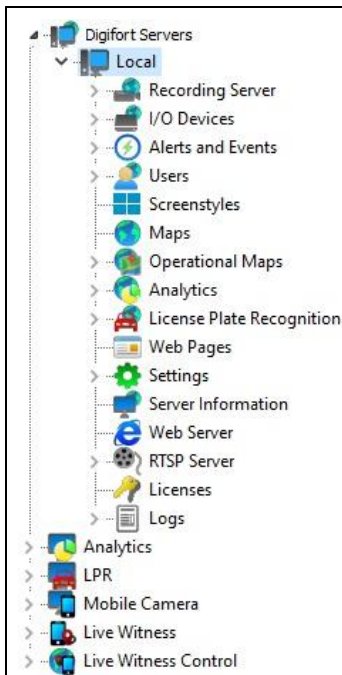 Digifort Servers
Local
Recording Server
I/O Devices
Alerts and Events
Users
Screenstyles
Maps
Operational Maps
Analytics
License Plate Recognition
Web Pages
Settings
Server Information
Web Server
RTSP Server
Licenses
Logs
Analytics
LPR
Mobile Camera
Live Witness
Live Witness Control